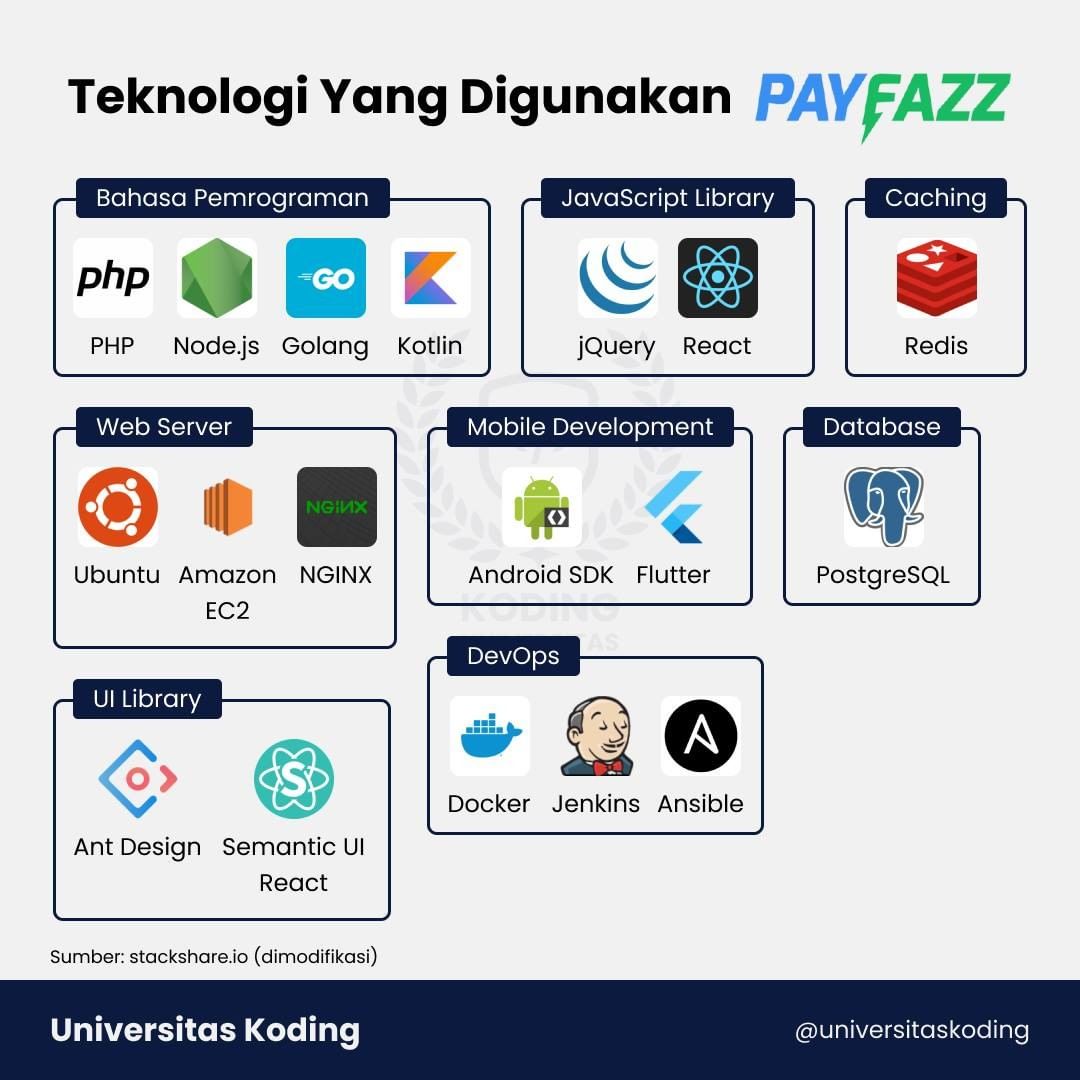 Teknologi Yang Digunakan PAYFAZZ
Bahasa Pemrograman
php
GO
PHP Node.js Golang Kotlin
JavaScript Library
jQuery React
Caching
Redis
Web Server
NGINX
Ubuntu Amazon NGINX
EC2
Mobile Development
Android SDK Flutter
Database
PostgreSQL
KODING
UI Library
S
Ant Design Semantic UI
React
DevOps
A
Docker Jenkins Ansible
Sumber: stackshare.io (dimodifikasi)
Universitas Koding
@universitaskoding